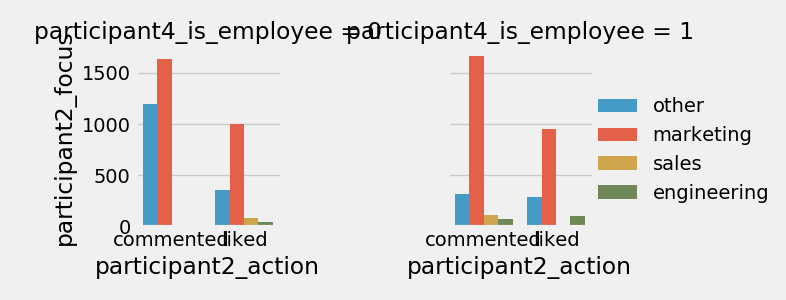 participant4_is_employee = 0
participant4_is_employee = 1
participant2_focus
1500
1000
500
0
commented liked
commented liked
participant2_action
participant2_action
other
marketing
sales
engineering